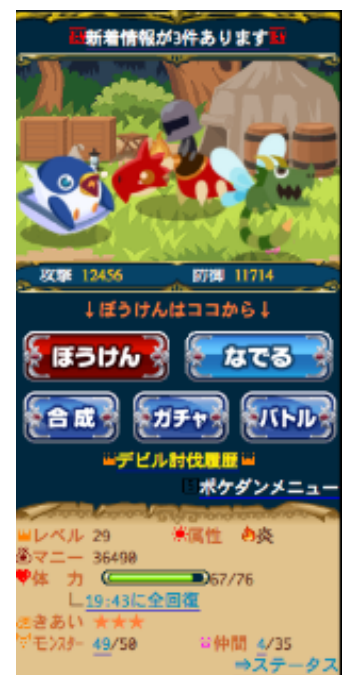 新着情報が3件あります
攻撃 12456 防御 11714
↓ぼうけんはココから↓
ぼうけん なでる
合成 ガチャ バトル
デビル討伐履歴
ポケダンメニュー
レベル 29 属性 炎
マニー 36490
体 力 67/76
19:43に全回復
きあい ★★★
モンスター 49/50 仲間 4/35
⇒ステータス